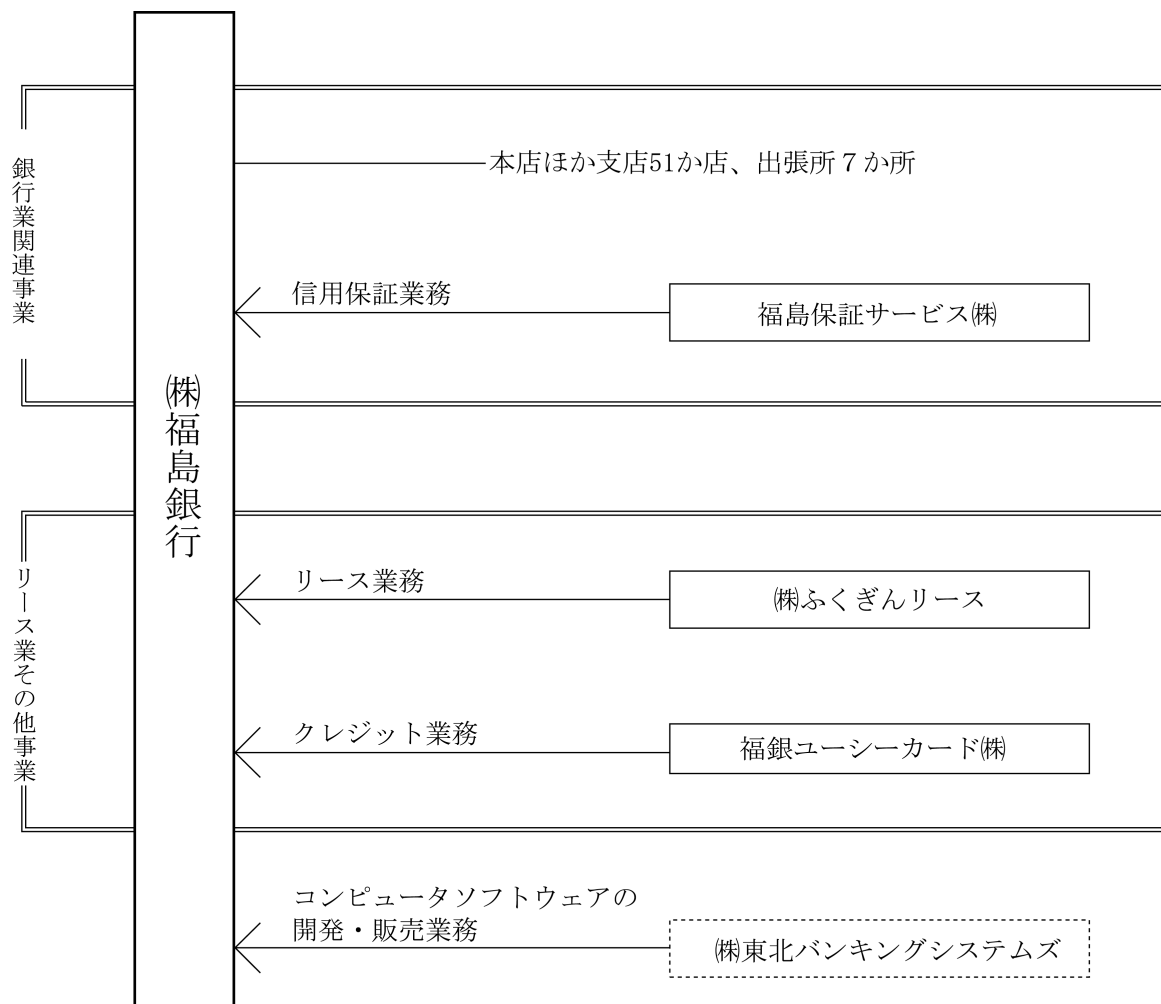 銀行業関連事業
㈱福島銀行
本店ほか支店51か店、出張所７か所
信用保証業務
福島保証サービス㈱
リース業その他事業
リース業務
㈱ふくぎんリース
クレジット業務
福銀ユーシーカード㈱
コンピュータソフトウェアの
開発・販売業務
㈱東北バンキングシステムズ